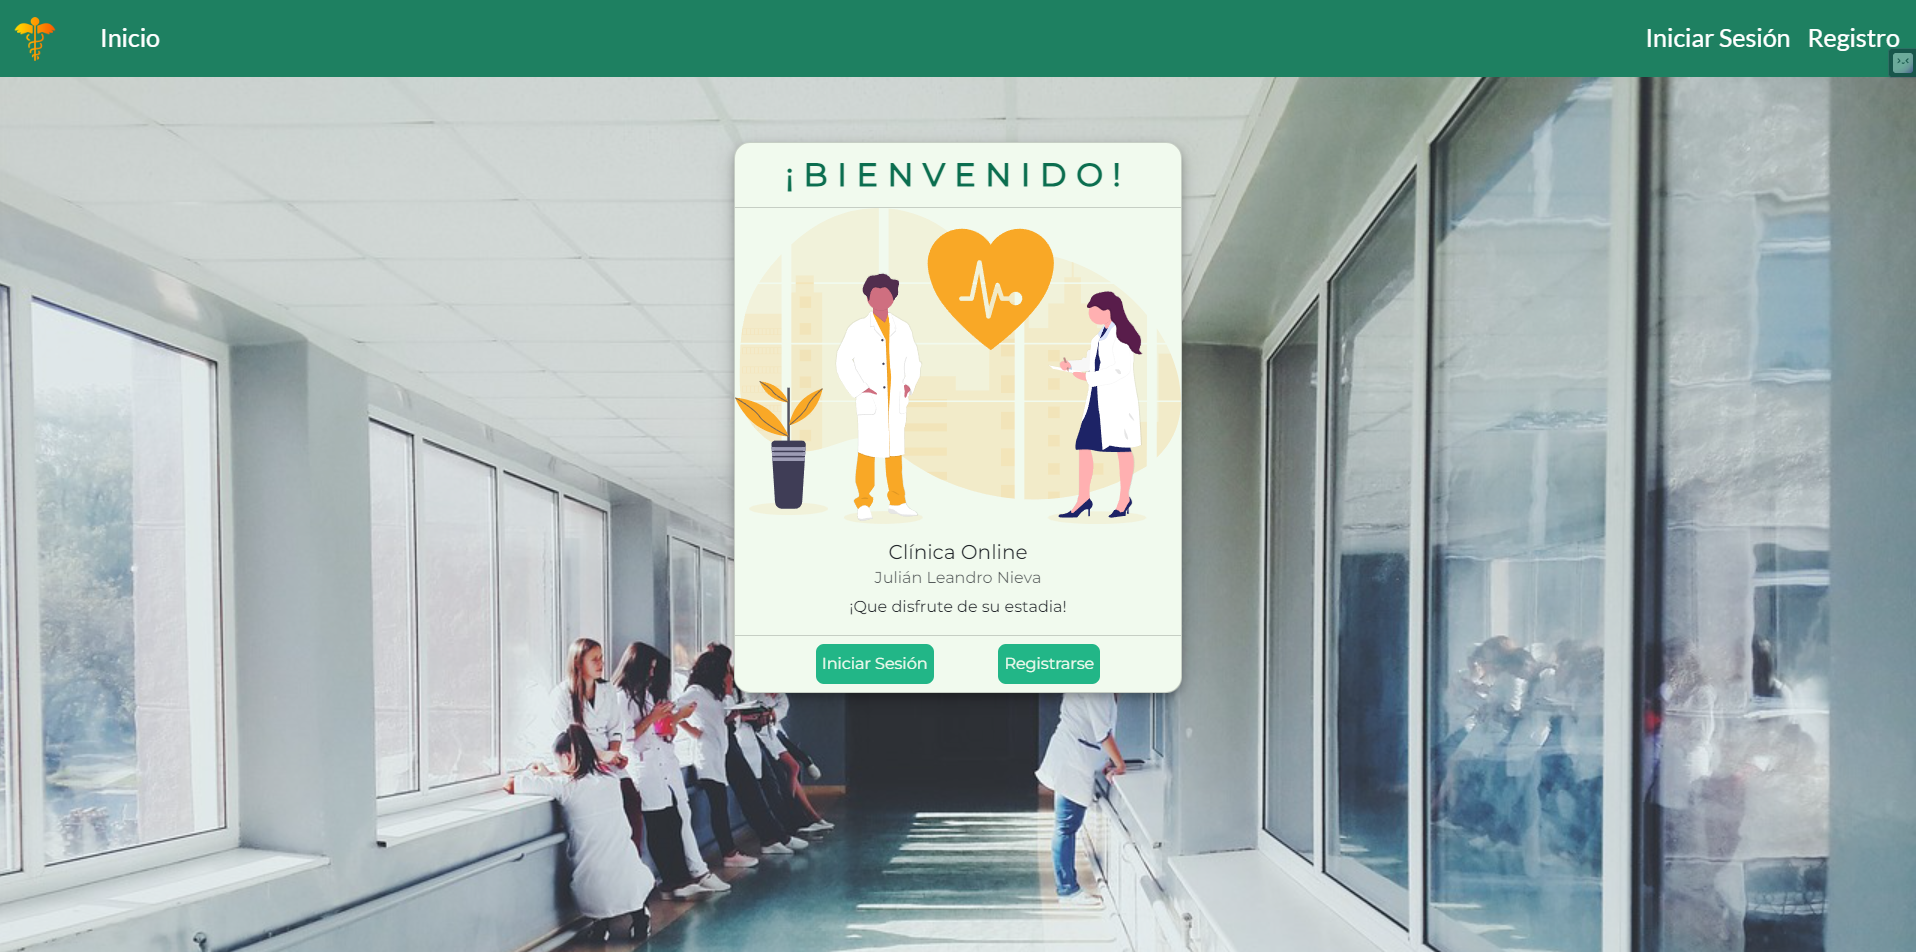 Inicio
Iniciar Sesión Registro
¡BIENVENIDO!
Clínica Online
Julián Leandro Nieva
¡Que disfrute de su estadia!
Iniciar Sesión
Registrarse